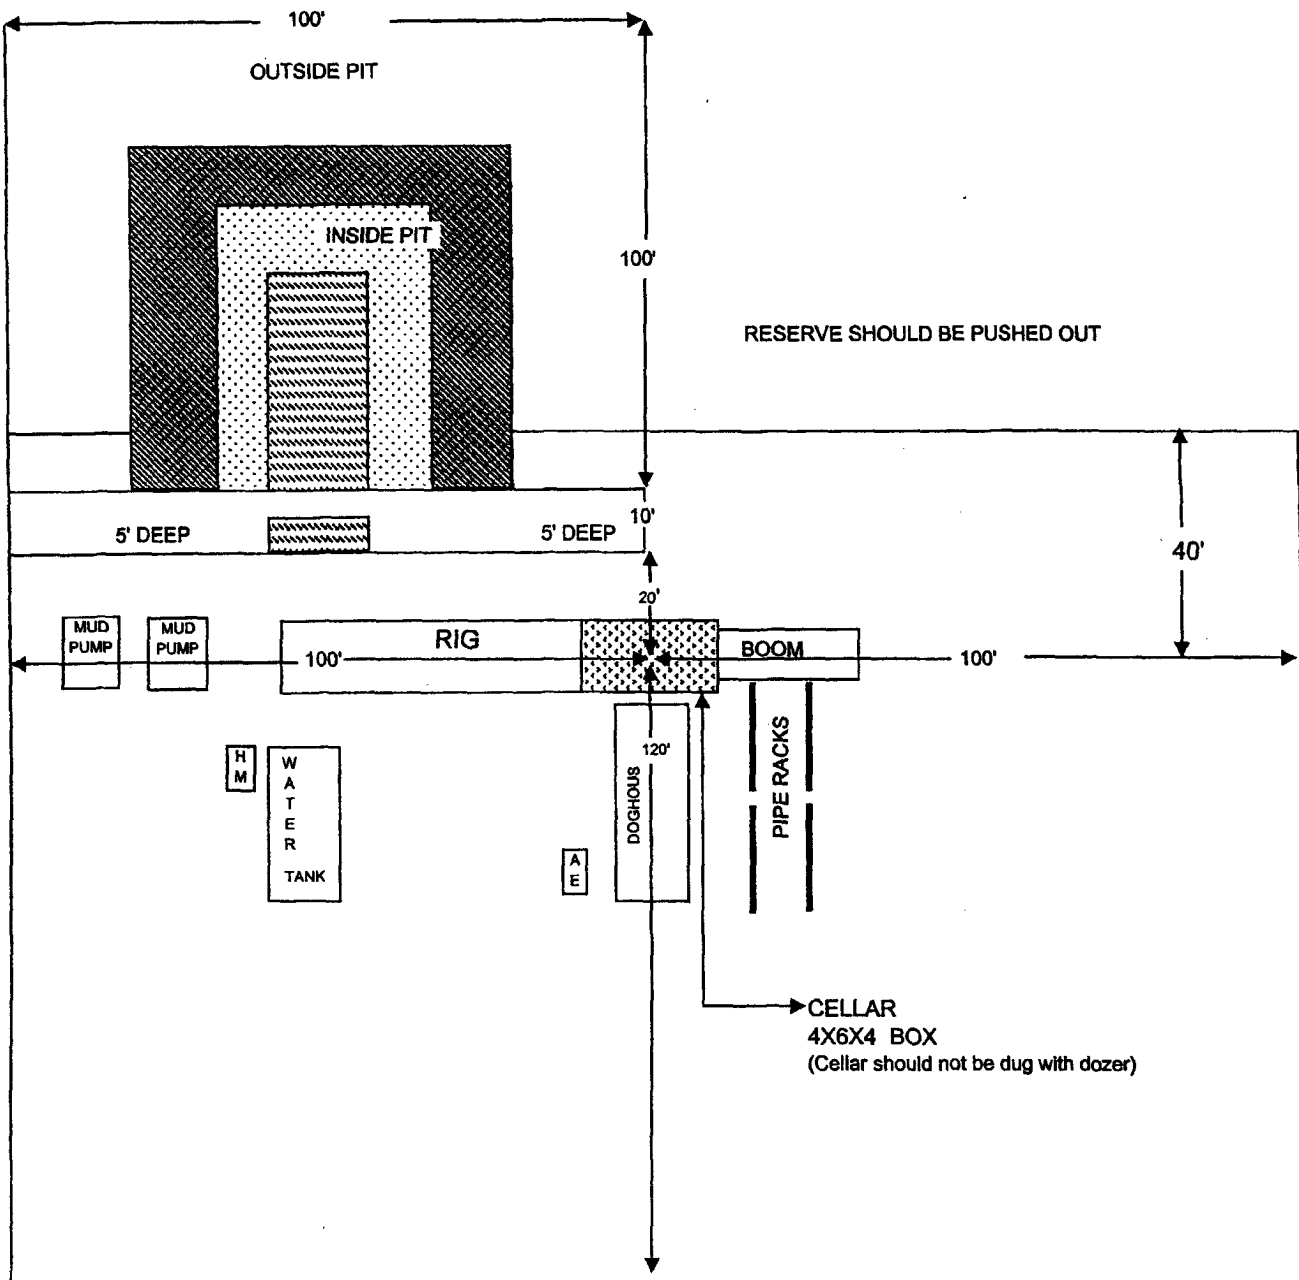 100'
OUTSIDE PIT
INSIDE PIT
100'
RESERVE SHOULD BE PUSHED OUT
5' DEEP
5' DEEP
10'
40'
20'
MUD
PUMP
MUD
PUMP
RIG
BOOM
100'
100'
H
M
W
A
T
E
R
TANK
A
E
DOGHOUS
120'
PIPE RACKS
CELLAR
4X6X4 BOX
(Cellar should not be dug with dozer)